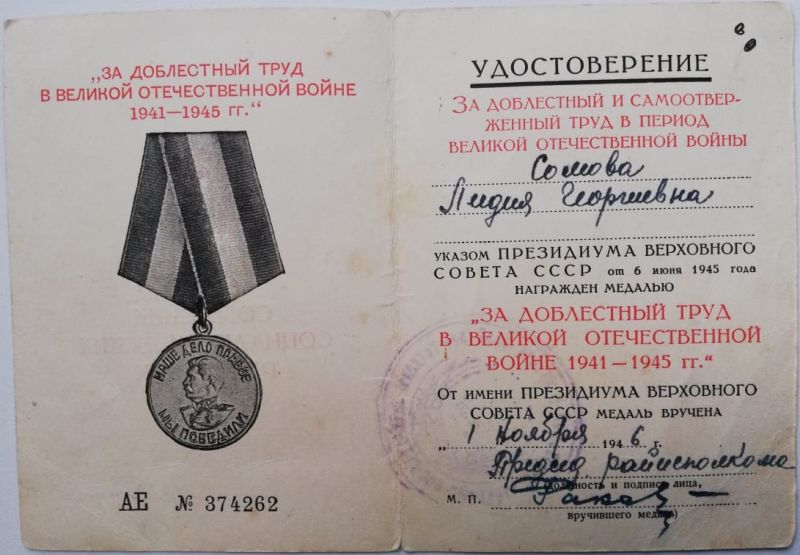 „ЗА ДОБЛЕСТНЫЙ ТРУД
В ВЕЛИКОЙ ОТЕЧЕСТВЕННОЙ ВОЙНЕ
1941—1945 гг.“
НАШЕ ДЕЛО ПРАВОЕ
МЫ ПОБЕДИЛИ
АЕ № 374262
УДОСТОВЕРЕНИЕ
ЗА ДОБЛЕСТНЫЙ И САМООТВЕР-
ЖЕННЫЙ ТРУД В ПЕРИОД
ВЕЛИКОЙ ОТЕЧЕСТВЕННОЙ ВОЙНЫ
Сомова
Лидия Георгиевна
УКАЗОМ ПРЕЗИДИУМА ВЕРХОВНОГО
СОВЕТА СССР от 6 июня 1945 года
НАГРАЖДЕН МЕДАЛЬЮ
„ЗА ДОБЛЕСТНЫЙ ТРУД
В ВЕЛИКОЙ ОТЕЧЕСТВЕННОЙ
ВОЙНЕ 1941—1945 гг.“
ОТ ИМЕНИ ПРЕЗИДИУМА ВЕРХОВНОГО
СОВЕТА СССР МЕДАЛЬ ВРУЧЕНА
„1 Ноября 1946 г.
Председ. райисполкома
(Должность и подпись лица,
М. П.
вручившего медаль)